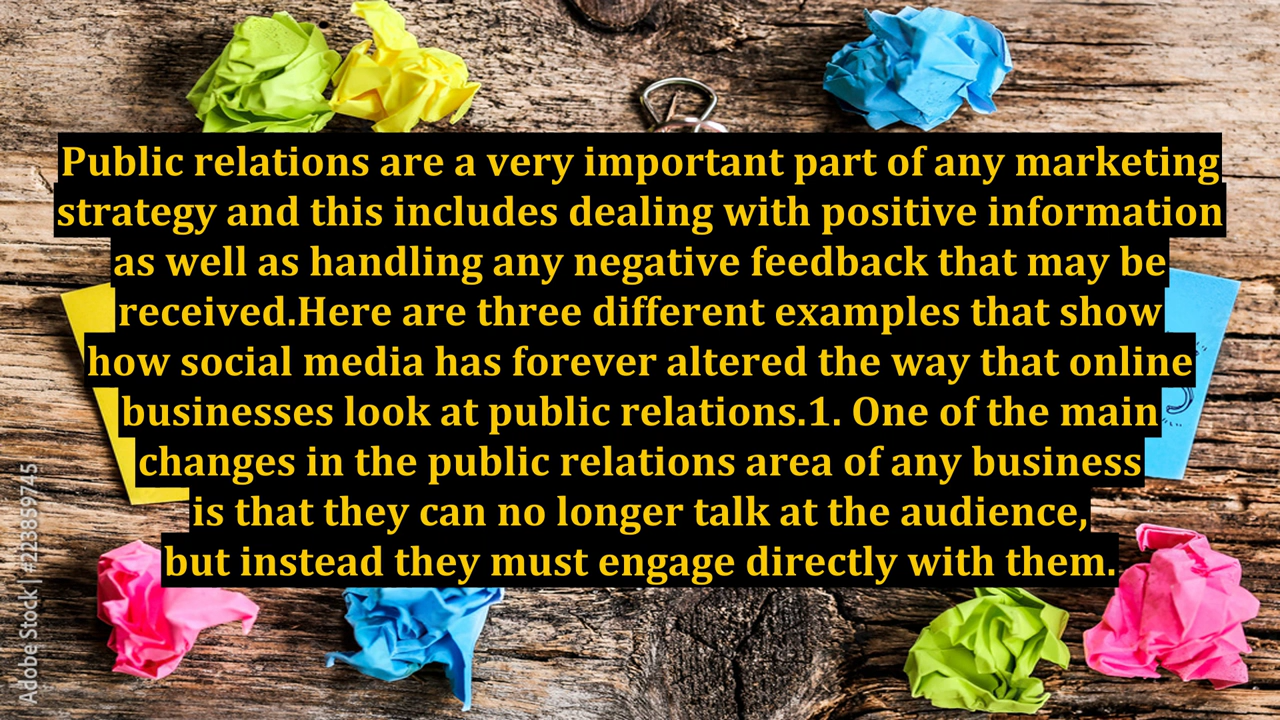 Public relations are a very important part of any marketing
strategy and this includes dealing with positive information
as well as handling any negative feedback that may be
received.Here are three different examples that show
how social media has forever altered the way that online
businesses look at public relations.1. One of the main
changes in the public relations area of any business
is that they can no longer talk at the audience,
but instead they must engage directly with them.
Adobe Stock | #223859745